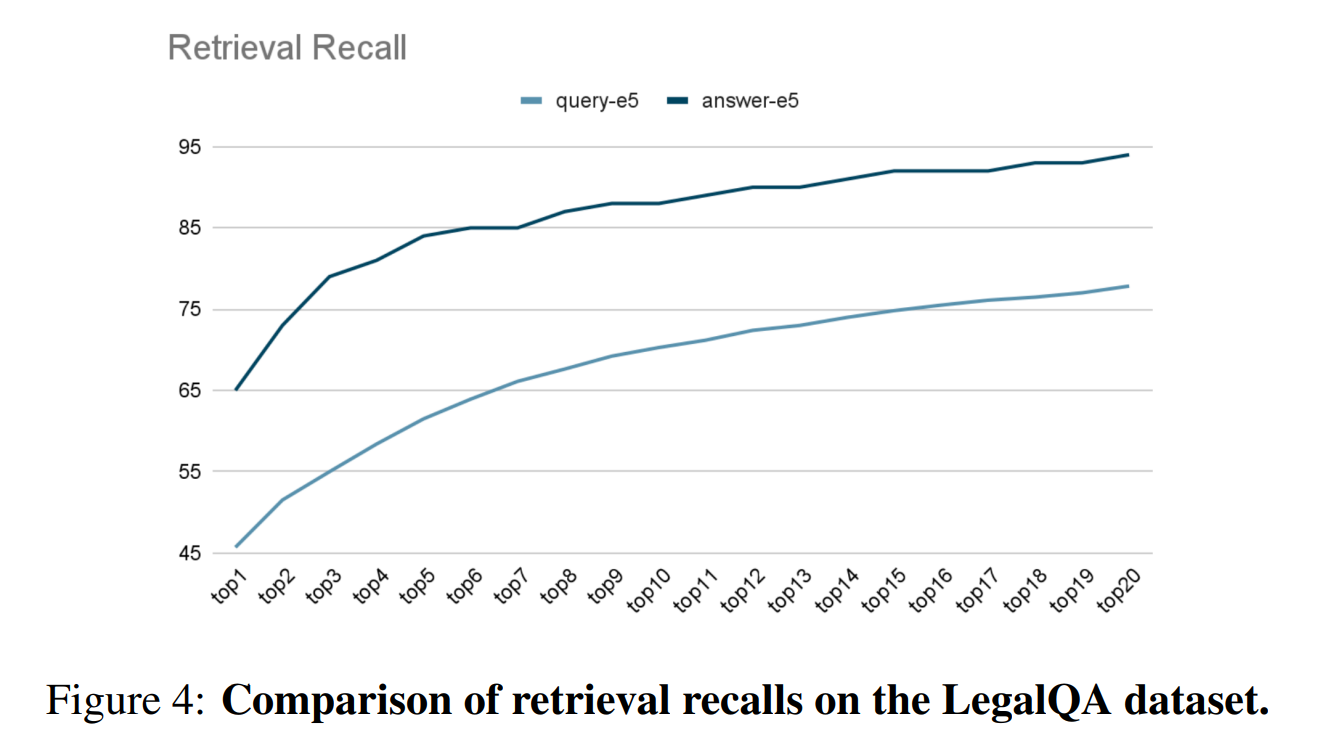 Retrieval Recall
query-e5 answer-e5
95
85
75
65
55
45
top1 top2 top3 top4 top5 top6 top7 top8 top9 top10 top11 top12 top13 top14 top15 top16 top17 top18 top19 top20
Figure 4: Comparison of retrieval recalls on the LegalQA dataset.